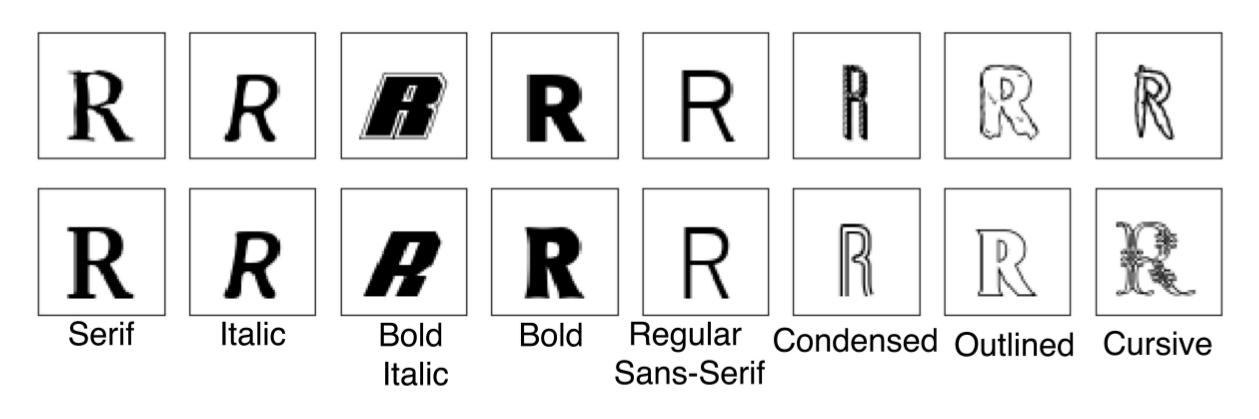 R R R R R R R R
R R R R R R R R
Serif Italic Bold Bold Regular Condensed Outlined Cursive
Italic Sans-Serif